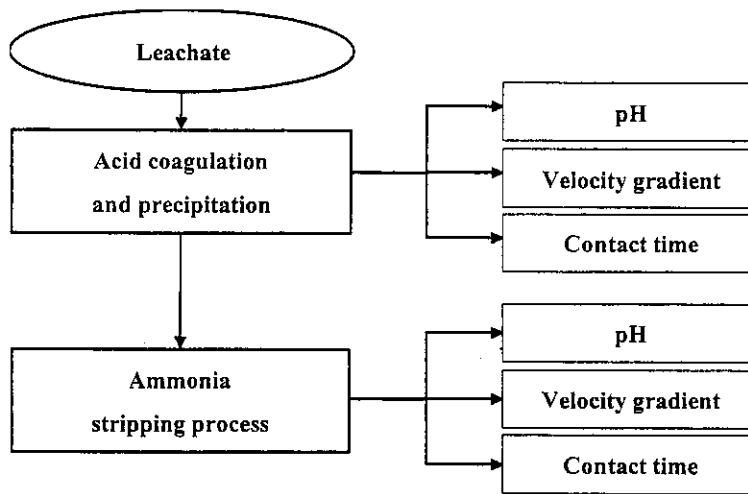 Leachate
Acid coagulation
and precipitation
pH
Velocity gradient
Contact time
Ammonia
stripping process
pH
Velocity gradient
Contact time